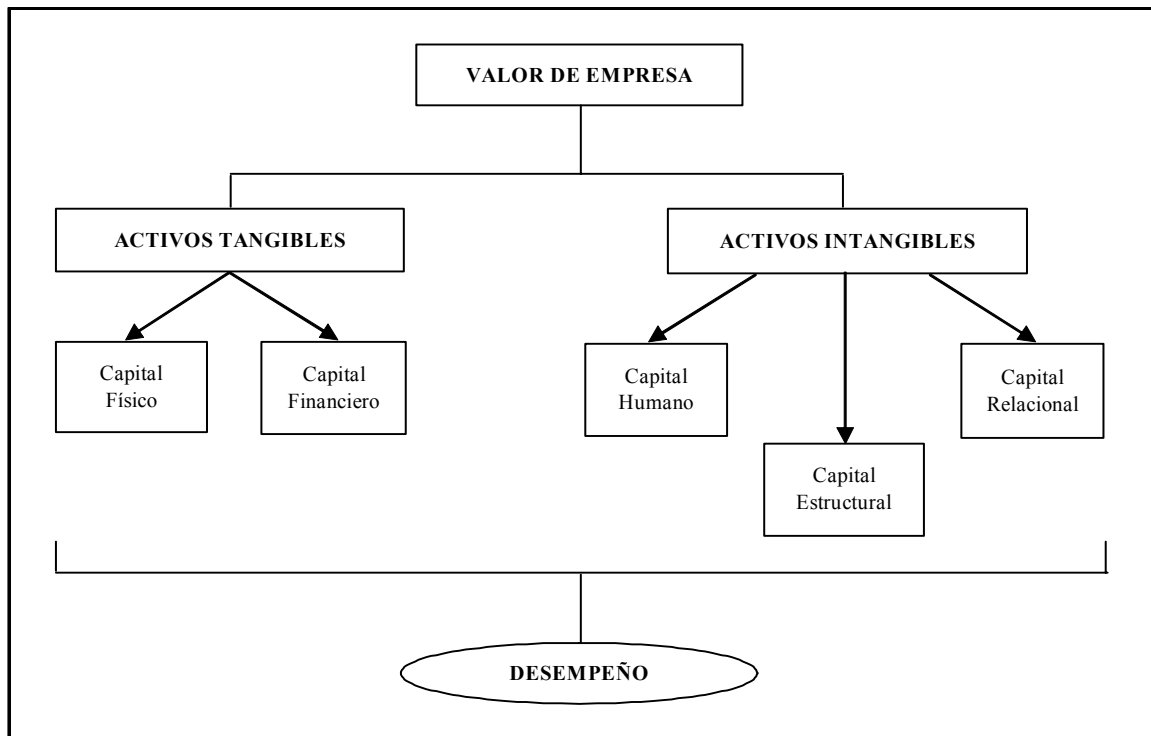 VALOR DE EMPRESA
ACTIVOS TANGIBLES
ACTIVOS INTANGIBLES
Capital
Físico
Capital
Financiero
Capital
Humano
Capital
Estructural
Capital
Relacional
DESEMPEÑO